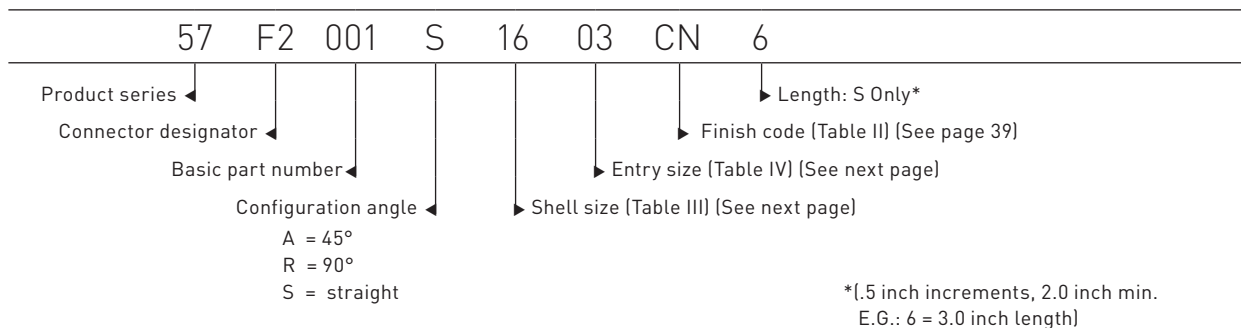 57 F2 001 S 16 03 CN 6
Product series
Length: S Only*
Connector designator
Finish code (Table II) (See page 39)
Basic part number
Entry size (Table IV) (See next page)
Configuration angle
Shell size (Table III) (See next page)
A = 45°
R = 90°
S = straight
*(.5 inch increments, 2.0 inch min.
E.G.: 6 = 3.0 inch length)